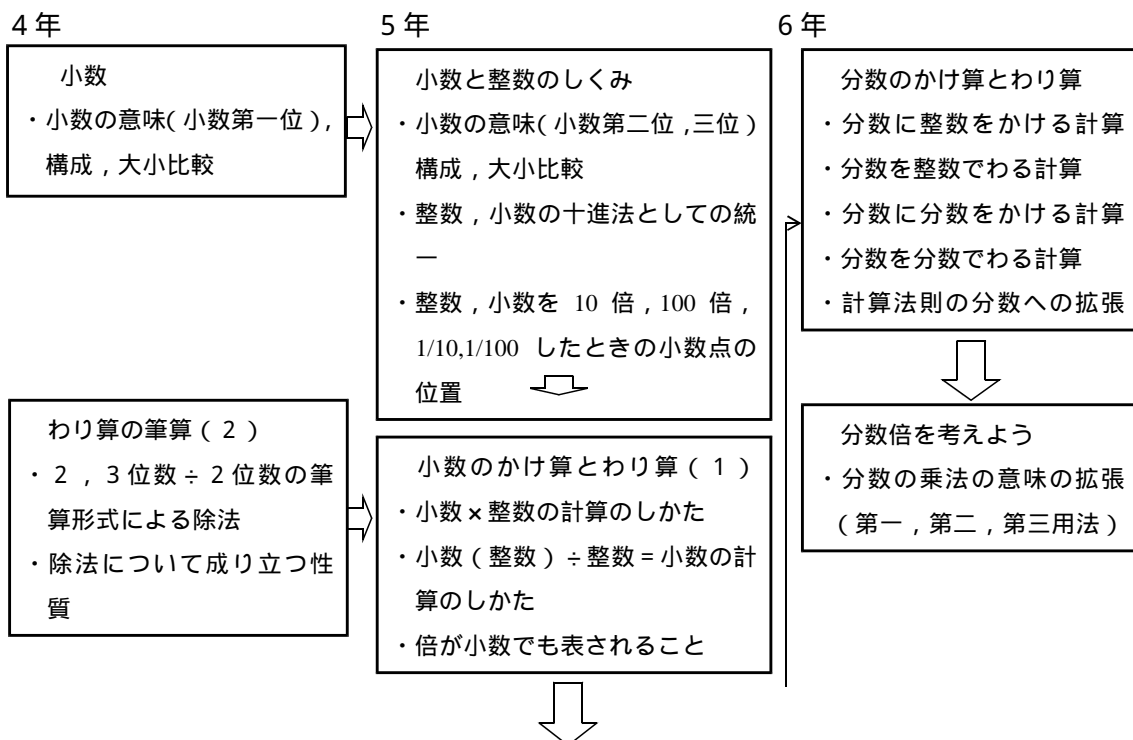 4年
小数
・小数の意味(小数第一位),
構成,大小比較
わり算の筆算(2)
・2,3位数÷2位数の筆
算形式による除法
・除法について成り立つ性
質
5年
小数と整数のしくみ
・小数の意味(小数第二位,三位)
構成,大小比較
・整数,小数の十進法としての統
一
・整数,小数を 10 倍,100 倍,
1/10,1/100 したときの小数点の
位置
小数のかけ算とわり算(1)
・小数×整数の計算のしかた
・小数(整数)÷整数=小数の計
算のしかた
・倍が小数でも表されること
6年
分数のかけ算とわり算
・分数に整数をかける計算
・分数を整数でわる計算
・分数に分数をかける計算
・分数を分数でわる計算
・計算法則の分数への拡張
分数倍を考えよう
・分数の乗法の意味の拡張
(第一,第二,第三用法)